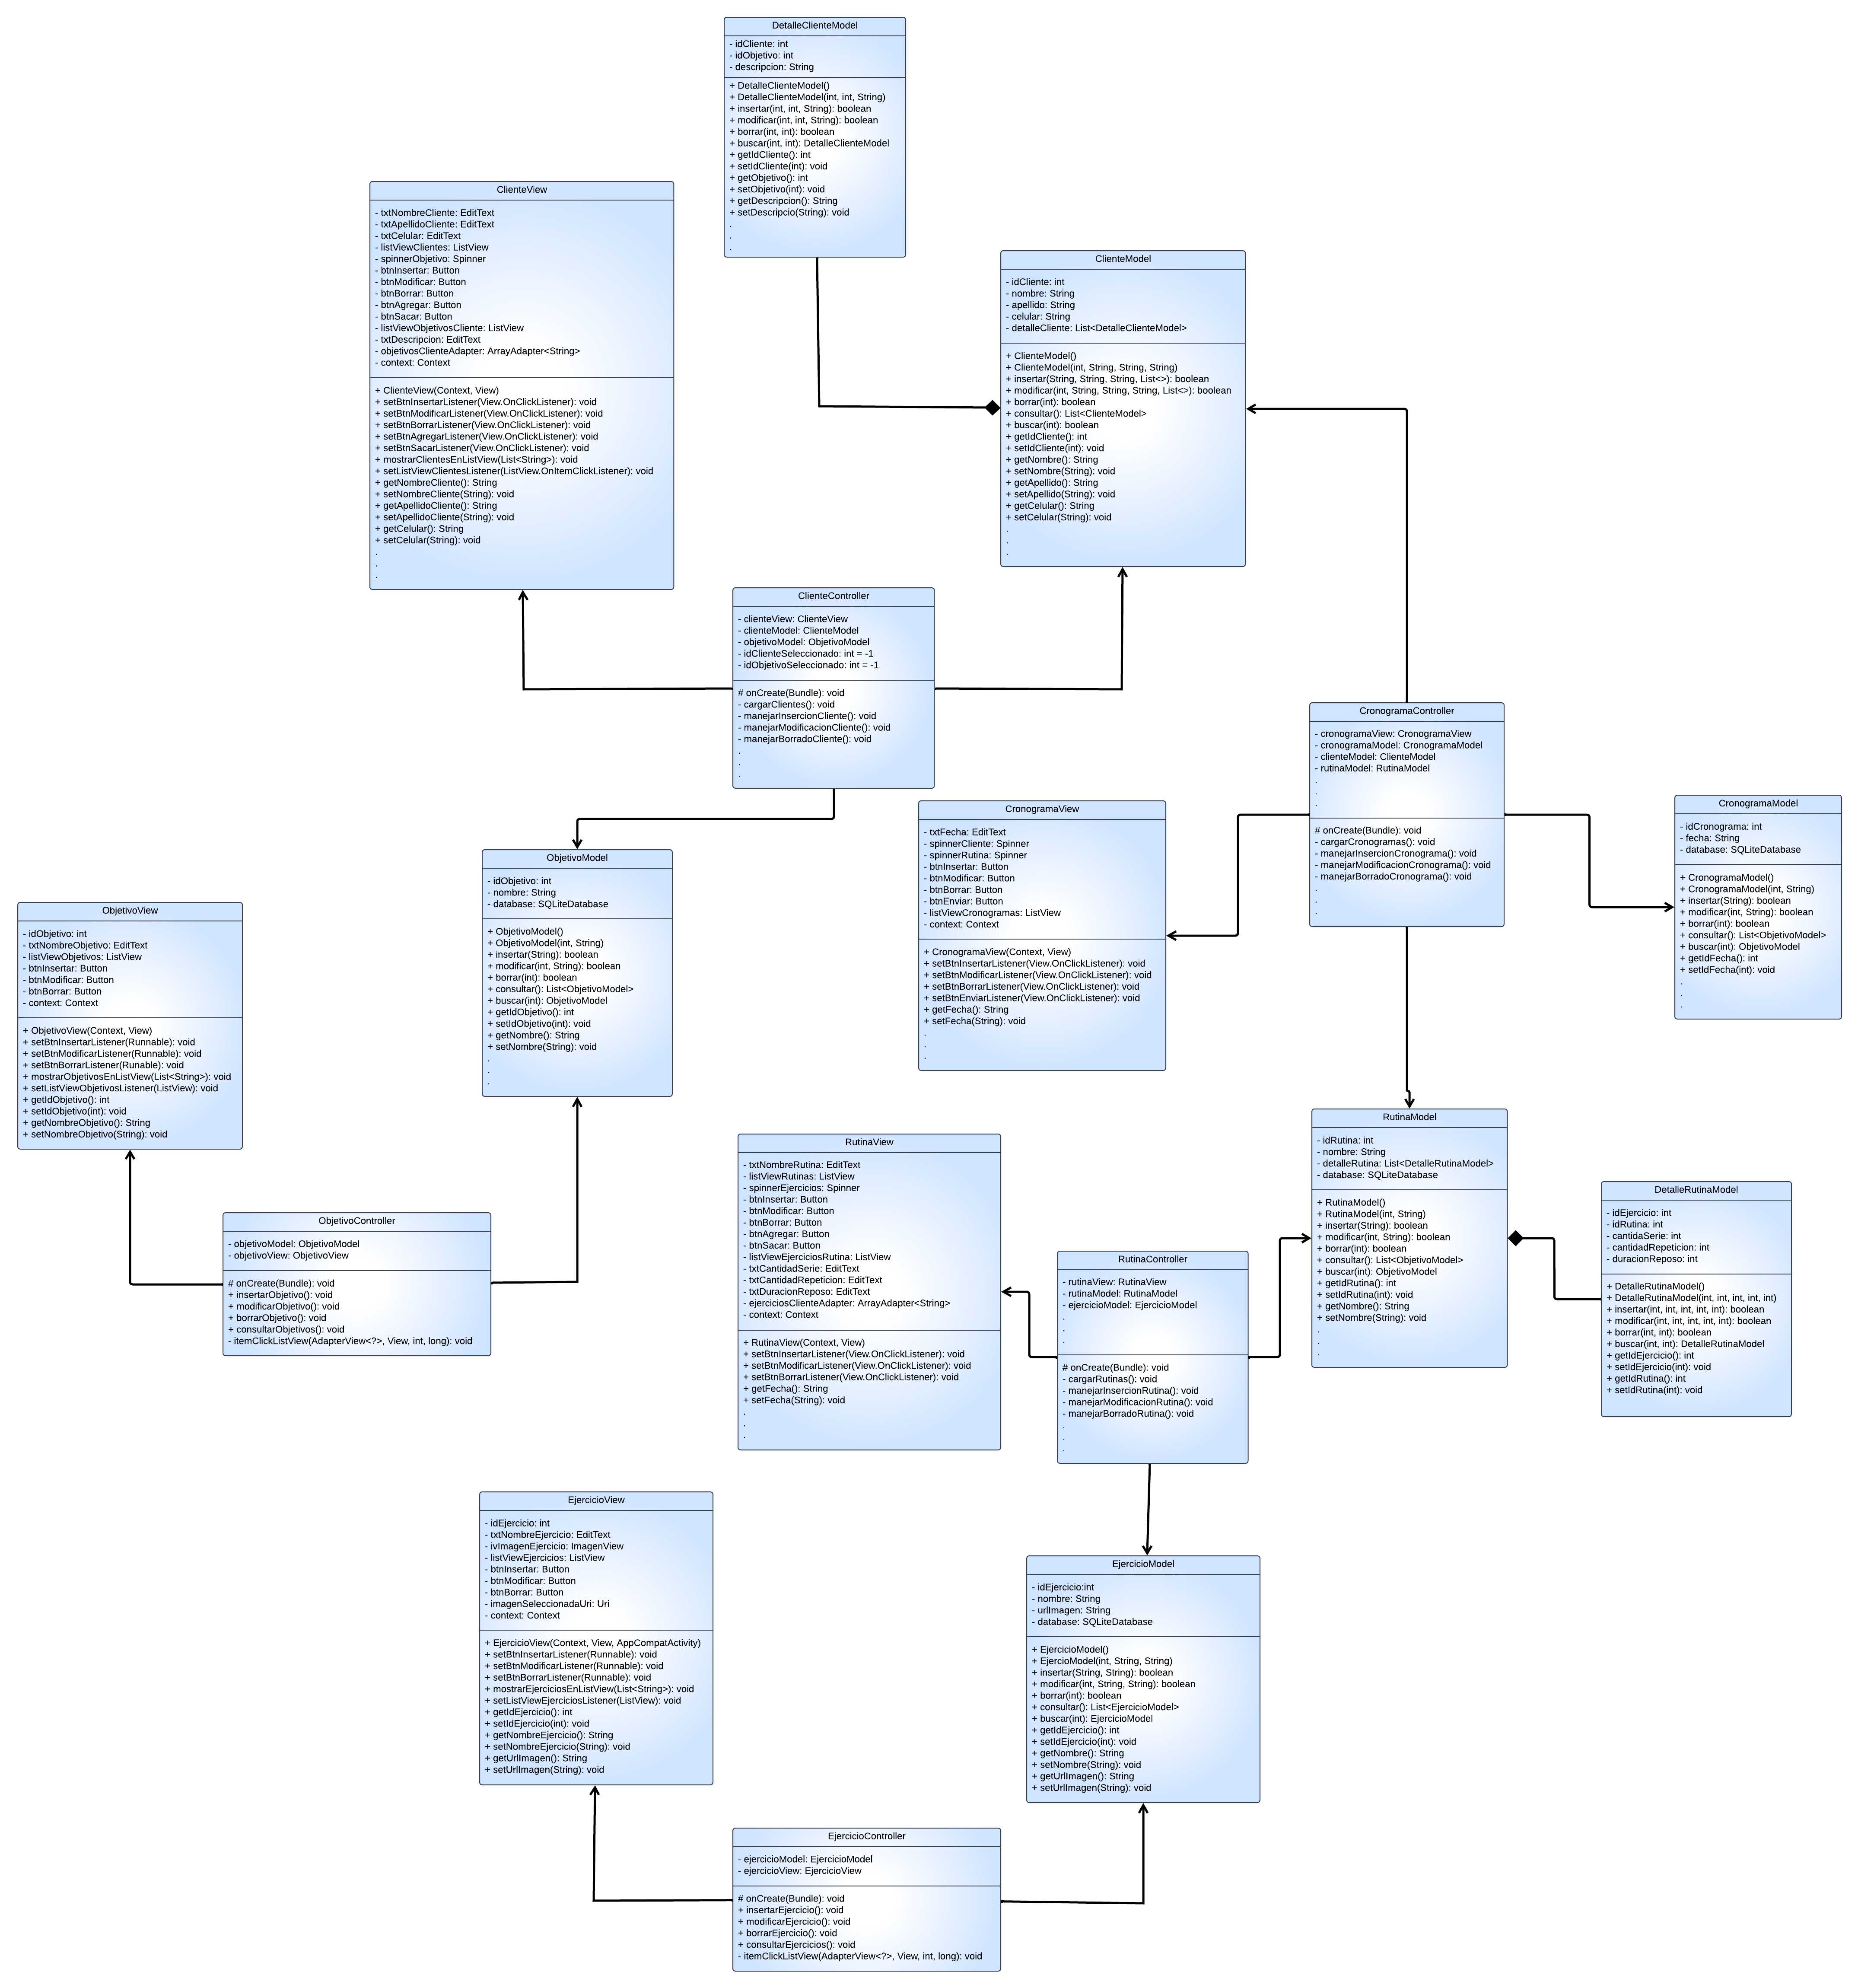 DetalleClienteModel
- idCliente: int
- idObjetivo: int
- descripcion: String
+ DetalleClienteModel()
+ DetalleClienteModel(int, int, String)
+ insertar(int, int, String): boolean
+ modificar(int, int, String): boolean
+ borrar(int, int): boolean
+ buscar(int, int): DetalleClienteModel
+ getIdCliente(): int
+ setIdCliente(int): void
+ getObjetivo(): int
+ setObjetivo(int): void
+ getDescripcion(): String
+ setDescripcio(String): void
.
.
.
ClienteView
- txtNombreCliente: EditText
- txtApellidoCliente: EditText
- txtCelular: EditText
- listViewClientes: ListView
- spinnerObjetivo: Spinner
- btnInsertar: Button
- btnModificar: Button
- btnBorrar: Button
- btnAgregar: Button
- btnSacar: Button
- listViewObjetivosCliente: ListView
- txtDescripcion: EditText
- objetivosClienteAdapter: ArrayAdapter<String>
- context: Context
+ ClienteView(Context, View)
+ setBtnInsertarListener(View.OnClickListener): void
+ setBtnModificarListener(View.OnClickListener): void
+ setBtnBorrarListener(View.OnClickListener): void
+ setBtnAgregarListener(View.OnClickListener): void
+ setBtnSacarListener(View.OnClickListener): void
+ mostrarClientesEnListView(List<String>): void
+ setListViewClientesListener(ListView.OnItemClickListener): void
+ getNombreCliente(): String
+ setNombreCliente(String): void
+ getApellidoCliente(): String
+ setApellidoCliente(String): void
+ getCelular(): String
+ setCelular(String): void
.
.
.
ClienteModel
- idCliente: int
- nombre: String
- apellido: String
- celular: String
- detalleCliente: List<DetalleClienteModel>
+ ClienteModel()
+ ClienteModel(int, String, String, String)
+ insertar(String, String, String, List<>): boolean
+ modificar(int, String, String, String, List<>): boolean
+ borrar(int): boolean
+ consultar(): List<ClienteModel>
+ buscar(int): boolean
+ getIdCliente(): int
+ setIdCliente(int): void
+ getNombre(): String
+ setNombre(String): void
+ getApellido(): String
+ setApellido(String): void
+ getCelular(): String
+ setCelular(String): void
.
.
.
ClienteController
- clienteView: ClienteView
- clienteModel: ClienteModel
- objetivoModel: ObjetivoModel
- idClienteSeleccionado: int = -1
- idObjetivoSeleccionado: int = -1
# onCreate(Bundle): void
- cargarClientes(): void
- manejarInsercionCliente(): void
- manejarModificacionCliente(): void
- manejarBorradoCliente(): void
.
.
.
CronogramaController
- cronogramaView: CronogramaView
- cronogramaModel: CronogramaModel
- clienteModel: ClienteModel
- rutinaModel: RutinaModel
.
.
.
# onCreate(Bundle): void
- cargarCronogramas(): void
- manejarInsercionCronograma(): void
- manejarModificacionCronograma(): void
- manejarBorradoCronograma(): void
.
.
.
CronogramaModel
- idCronograma: int
- fecha: String
- database: SQLiteDatabase
+ CronogramaModel()
+ CronogramaModel(int, String)
+ insertar(String): boolean
+ modificar(int, String): boolean
+ borrar(int): boolean
+ consultar(): List<ObjetivoModel>
+ buscar(int): ObjetivoModel
+ getIdFecha(): int
+ setIdFecha(int): void
.
.
.
CronogramaView
- txtFecha: EditText
- spinnerCliente: Spinner
- spinnerRutina: Spinner
- btnInsertar: Button
- btnModificar: Button
- btnBorrar: Button
- btnEnviar: Button
- listViewCronogramas: ListView
- context: Context
+ CronogramaView(Context, View)
+ setBtnInsertarListener(View.OnClickListener): void
+ setBtnModificarListener(View.OnClickListener): void
+ setBtnBorrarListener(View.OnClickListener): void
+ setBtnEnviarListener(View.OnClickListener): void
+ getFecha(): String
+ setFecha(String): void
.
.
.
ObjetivoModel
- idObjetivo: int
- nombre: String
- database: SQLiteDatabase
+ ObjetivoModel()
+ ObjetivoModel(int, String)
+ insertar(String): boolean
+ modificar(int, String): boolean
+ borrar(int): boolean
+ consultar(): List<ObjetivoModel>
+ buscar(int): ObjetivoModel
+ getIdObjetivo(): int
+ setIdObjetivo(int): void
+ getNombre(): String
+ setNombre(String): void
.
.
.
ObjetivoView
- idObjetivo: int
- txtNombreObjetivo: EditText
- listViewObjetivos: ListView
- btnInsertar: Button
- btnModificar: Button
- btnBorrar: Button
- context: Context
+ ObjetivoView(Context, View)
+ setBtnInsertarListener(Runnable): void
+ setBtnModificarListener(Runnable): void
+ setBtnBorrarListener(Runable): void
+ mostrarObjetivosEnListView(List<String>): void
+ setListViewObjetivosListener(ListView): void
+ getIdObjetivo(): int
+ setIdObjetivo(int): void
+ getNombreObjetivo(): String
+ setNombreObjetivo(String): void
ObjetivoController
- objetivoModel: ObjetivoModel
- objetivoView: ObjetivoView
# onCreate(Bundle): void
+ insertarObjetivo(): void
+ modificarObjetivo(): void
+ borrarObjetivo(): void
+ consultarObjetivos(): void
- itemClickListView(AdapterView<?>, View, int, long): void
RutinaView
- txtNombreRutina: EditText
- listViewRutinas: ListView
- spinnerEjercicios: Spinner
- btnInsertar: Button
- btnModificar: Button
- btnBorrar: Button
- btnAgregar: Button
- btnSacar: Button
- listViewEjerciciosRutina: ListView
- txtCantidadSerie: EditText
- txtCantidadRepeticion: EditText
- txtDuracionReposo: EditText
- ejerciciosClienteAdapter: ArrayAdapter<String>
- context: Context
+ RutinaView(Context, View)
+ setBtnInsertarListener(View.OnClickListener): void
+ setBtnModificarListener(View.OnClickListener): void
+ setBtnBorrarListener(View.OnClickListener): void
+ getFecha(): String
+ setFecha(String): void
.
.
.
RutinaController
- rutinaView: RutinaView
- rutinaModel: RutinaModel
- ejercicioModel: EjercicioModel
.
.
.
# onCreate(Bundle): void
- cargarRutinas(): void
- manejarInsercionRutina(): void
- manejarModificacionRutina(): void
- manejarBorradoRutina(): void
.
.
.
RutinaModel
- idRutina: int
- nombre: String
- detalleRutina: List<DetalleRutinaModel>
- database: SQLiteDatabase
+ RutinaModel()
+ RutinaModel(int, String)
+ insertar(String): boolean
+ modificar(int, String): boolean
+ borrar(int): boolean
+ consultar(): List<ObjetivoModel>
+ buscar(int): ObjetivoModel
+ getIdRutina(): int
+ setIdRutina(int): void
+ getNombre(): String
+ setNombre(String): void
.
.
.
DetalleRutinaModel
- idEjercicio: int
- idRutina: int
- cantidaSerie: int
- cantidadRepeticion: int
- duracionReposo: int
+ DetalleRutinaModel()
+ DetalleRutinaModel(int, int, int, int, int)
+ insertar(int, int, int, int, int): boolean
+ modificar(int, int, int, int, int): boolean
+ borrar(int, int): boolean
+ buscar(int, int): DetalleRutinaModel
+ getIdEjercicio(): int
+ setIdEjercicio(int): void
+ getIdRutina(): int
+ setIdRutina(int): void
EjercicioView
- idEjercicio: int
- txtNombreEjercicio: EditText
- ivImagenEjercicio: ImagenView
- listViewEjercicios: ListView
- btnInsertar: Button
- btnModificar: Button
- btnBorrar: Button
- imagenSeleccionadaUri: Uri
- context: Context
+ EjercicioView(Context, View, AppCompatActivity)
+ setBtnInsertarListener(Runnable): void
+ setBtnModificarListener(Runnable): void
+ setBtnBorrarListener(Runnable): void
+ mostrarEjerciciosEnListView(List<String>): void
+ setListViewEjerciciosListener(ListView): void
+ getIdEjercicio(): int
+ setIdEjercicio(int): void
+ getNombreEjercicio(): String
+ setNombreEjercicio(String): void
+ getUrlImagen(): String
+ setUrlImagen(String): void
EjercicioModel
- idEjercicio:int
- nombre: String
- urlImagen: String
- database: SQLiteDatabase
+ EjercicioModel()
+ EjercioModel(int, String, String)
+ insertar(String, String): boolean
+ modificar(int, String, String): boolean
+ borrar(int): boolean
+ consultar(): List<EjercicioModel>
+ buscar(int): EjercicioModel
+ getIdEjercicio(): int
+ setIdEjercicio(int): void
+ getNombre(): String
+ setNombre(String): void
+ getUrlImagen(): String
+ setUrlImagen(String): void
EjercicioController
- ejercicioModel: EjercicioModel
- ejercicioView: EjercicioView
# onCreate(Bundle): void
+ insertarEjercicio(): void
+ modificarEjercicio(): void
+ borrarEjercicio(): void
+ consultarEjercicios(): void
- itemClickListView(AdapterView<?>, View, int, long): void